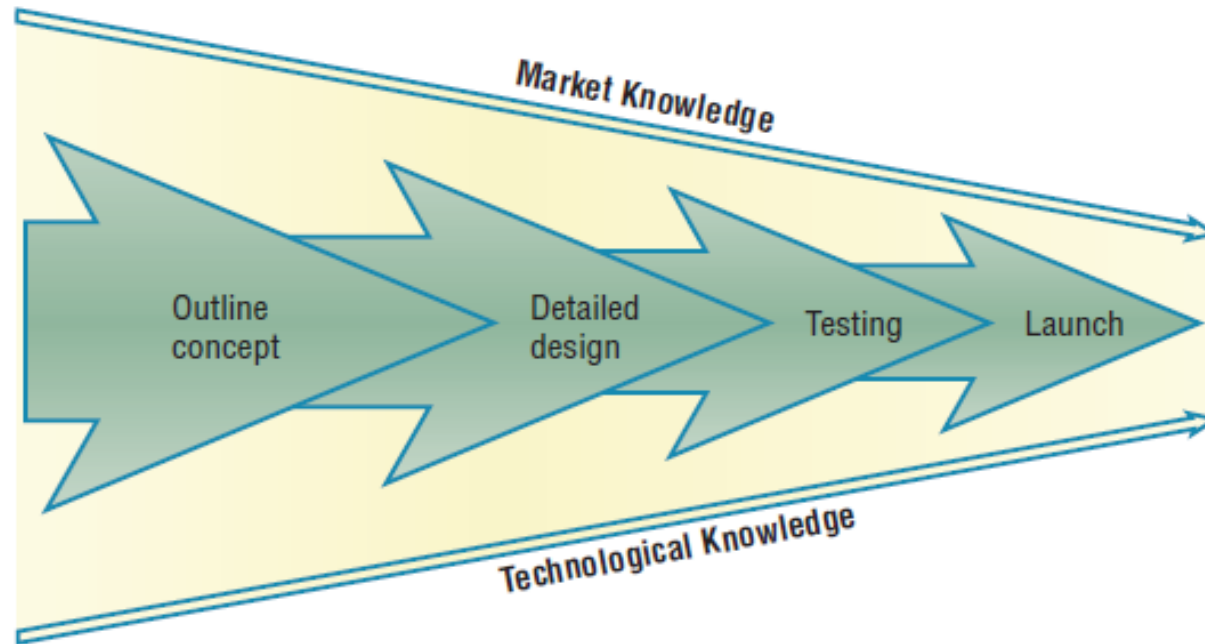 Market Knowledge
Outline
concept
Detailed
design
Testing
Launch
Technological Knowledge